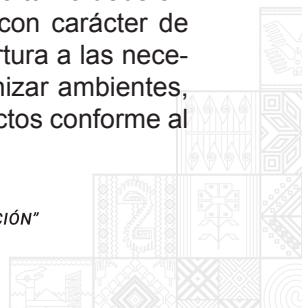 con carácter de
rtura a las nece-
nizar ambientes,
ctos conforme al
CIÓN”